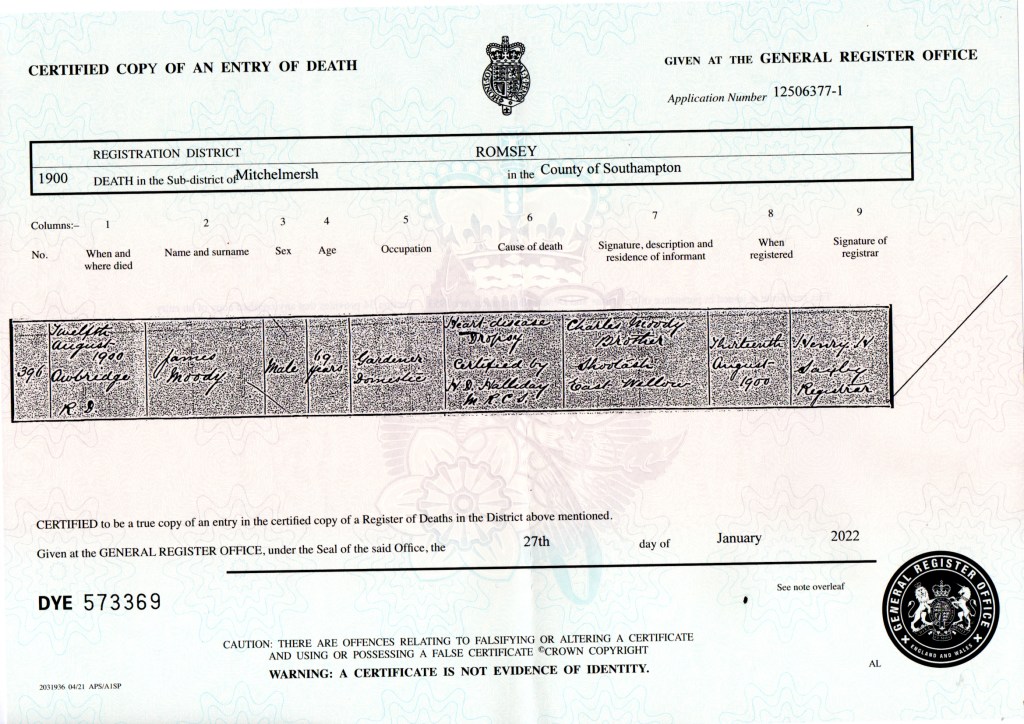 CERTIFIED COPY OF AN ENTRY OF DEATH
GIVEN AT THE GENERAL REGISTER OFFICE
Application Number 12506377-1
REGISTRATION DISTRICT ROMSEY
1900 DEATH in the Sub-district of Mitchelmersh in the County of Southampton
Columns:– 1 2 3 4 5 6 7 8 9
No. When and where died Name and surname Sex Age Occupation Cause of death Signature, description and residence of informant When registered Signature of registrar
396
Twelfth
August
1900
Awbridge
R.D.
James
Moody
Male
69
years
Gardener
Domestic
Heart disease
Dropsy
Certified by
H.D. Halliday
M.R.C.S.
Charles Moody
Brother
Shoolash
East Wellow
Thirteenth
August
1900
Henry H
Registrar
CERTIFIED to be a true copy of an entry in the certified copy of a Register of Deaths in the District above mentioned.
Given at the GENERAL REGISTER OFFICE, under the Seal of the said Office, the 27th day of January 2022
See note overleaf
DYE 573369
GENERAL REGISTER OFFICE
ENGLAND AND WALES
CAUTION: THERE ARE OFFENCES RELATING TO FALSIFYING OR ALTERING A CERTIFICATE
AND USING OR POSSESSING A FALSE CERTIFICATE ©CROWN COPYRIGHT
WARNING: A CERTIFICATE IS NOT EVIDENCE OF IDENTITY.
AL
2031936 04/21 APS/A1SP